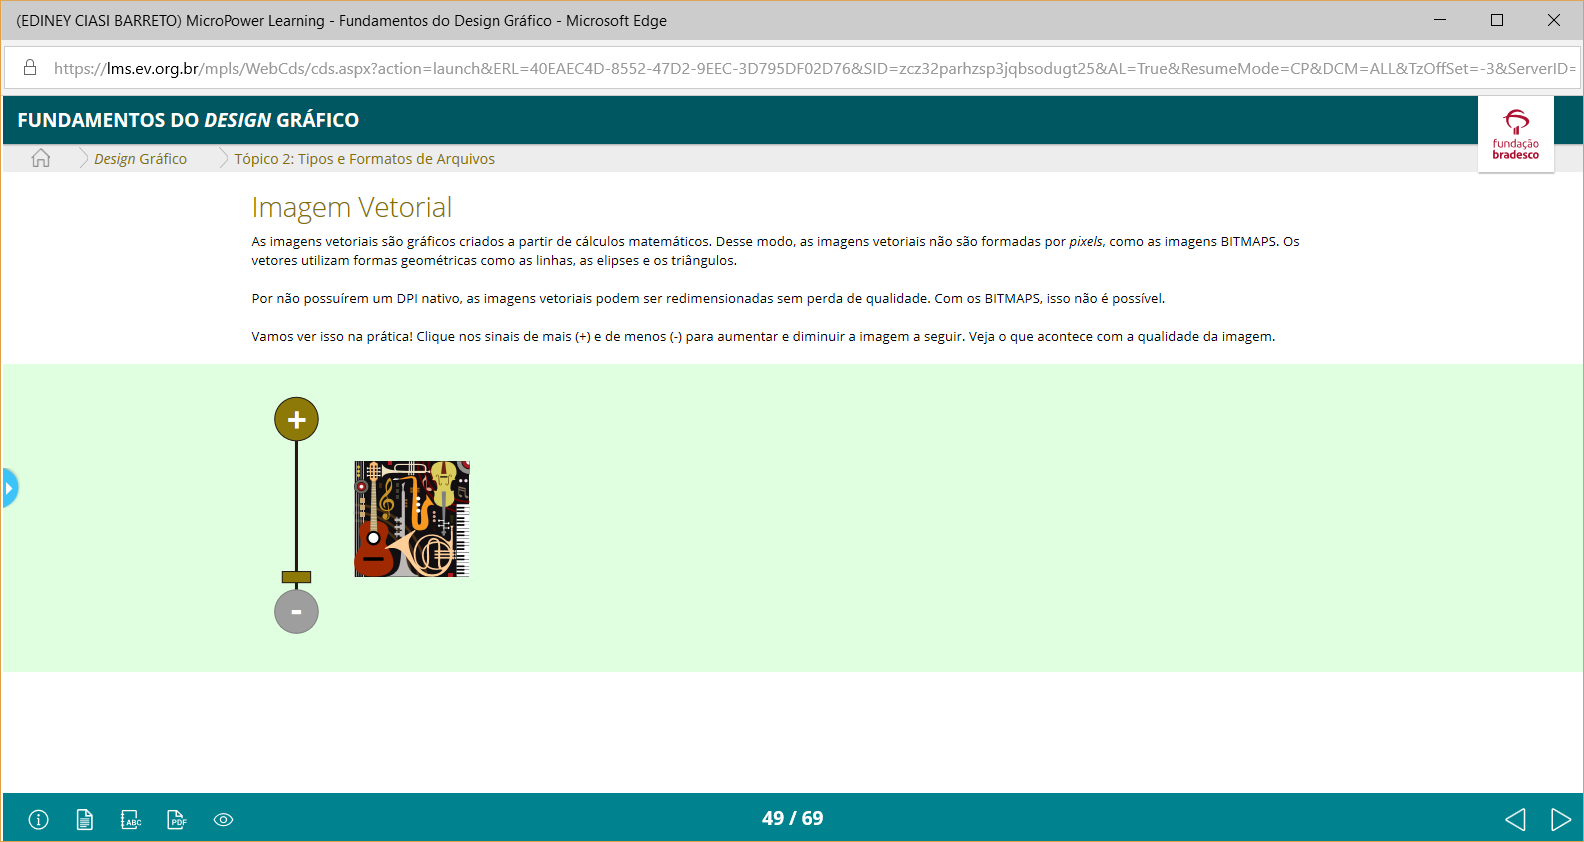 (EDINEY CIASI BARRETO) MicroPower Learning - Fundamentos do Design Gráfico - Microsoft Edge
https://lms.ev.org.br/mpls/WebCds/cds.aspx?action=launch&ERL=40EAEC4D-8552-47D2-9EEC-3D795DF02D76&SID=zcz32parhzsp3jqbsodugt25&AL=True&ResumeMode=CP&DCM=ALL&TzOffSet=-3&ServerID=
FUNDAMENTOS DO DESIGN GRÁFICO
fundação
bradesco
Design Gráfico
Tópico 2: Tipos e Formatos de Arquivos
Imagem Vetorial
As imagens vetoriais são gráficos criados a partir de cálculos matemáticos. Desse modo, as imagens vetoriais não são formadas por pixels, como as imagens BITMAPS. Os
vetores utilizam formas geométricas como as linhas, as elipses e os triângulos.
Por não possuírem um DPI nativo, as imagens vetoriais podem ser redimensionadas sem perda de qualidade. Com os BITMAPS, isso não é possível.
Vamos ver isso na prática! Clique nos sinais de mais (+) e de menos (-) para aumentar e diminuir a imagem a seguir. Veja o que acontece com a qualidade da imagem.
+
-
ABC
PDF
49 / 69